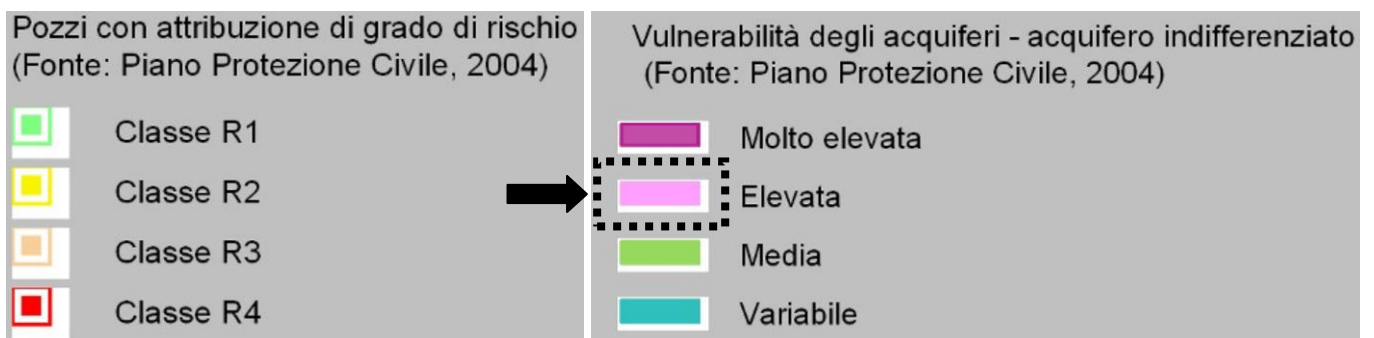 Pozzi con attribuzione di grado di rischio
(Fonte: Piano Protezione Civile, 2004)
Classe R1
Classe R2
Classe R3
Classe R4
Vulnerabilità degli acquiferi - acquifero indifferenziato
(Fonte: Piano Protezione Civile, 2004)
Molto elevata
Elevata
Media
Variabile